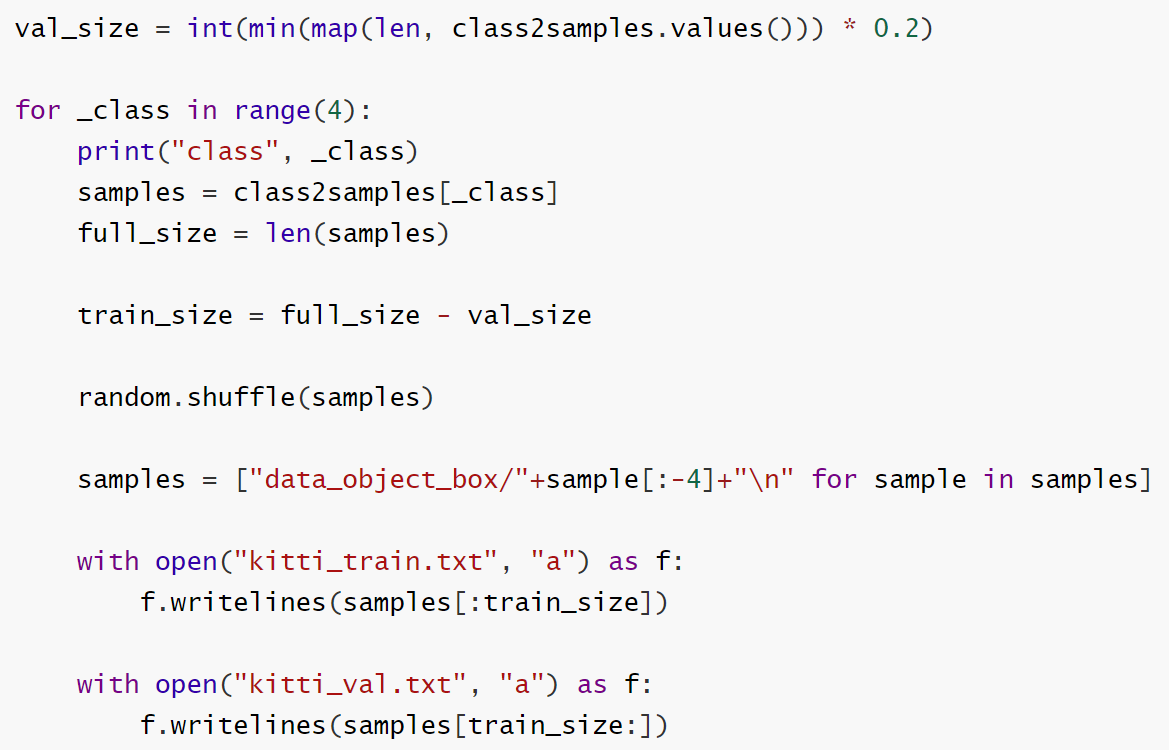 val_size = int(min(map(len, class2samples.values())) * 0.2)
for _class in range(4):
    print("class", _class)
    samples = class2samples[_class]
    full_size = len(samples)
    train_size = full_size - val_size
    random.shuffle(samples)
    samples = ["data_object_box/"+sample[:-4]+"\n" for sample in samples]
    with open("kitti_train.txt", "a") as f:
        f.writelines(samples[:train_size])
    with open("kitti_val.txt", "a") as f:
        f.writelines(samples[train_size:])